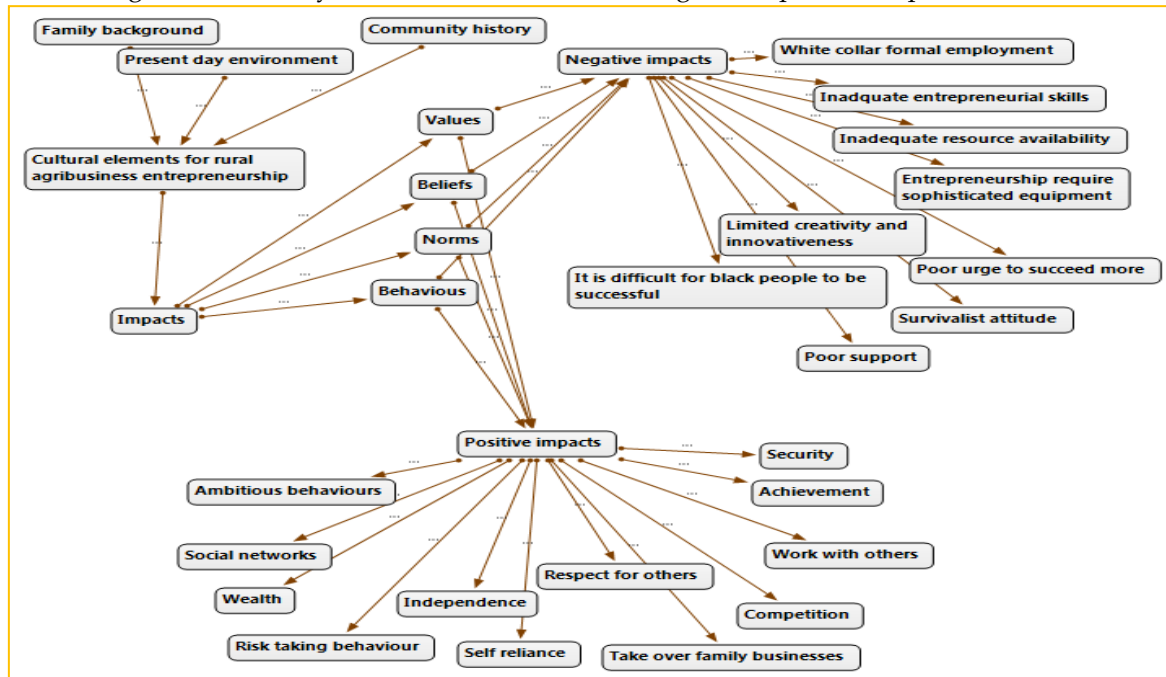 Family background
Community history
Present day environment
Negative impacts
White collar formal employment
Inadquate entrepreneurial skills
Values
Inadequate resource availability
Cultural elements for rural
agribusiness entrepreneurship
Beliefs
Entrepreneurship require
sophisticated equipment
Norms
Limited creativity and
innovativeness
It is difficult for black people to be
successful
Poor urge to succeed more
Behavious
Impacts
Survivalist attitude
Poor support
Positive impacts
Security
Ambitious behaviours
Achievement
Social networks
Work with others
Respect for others
Wealth
Independence
Competition
Risk taking behaviour
Self reliance
Take over family businesses